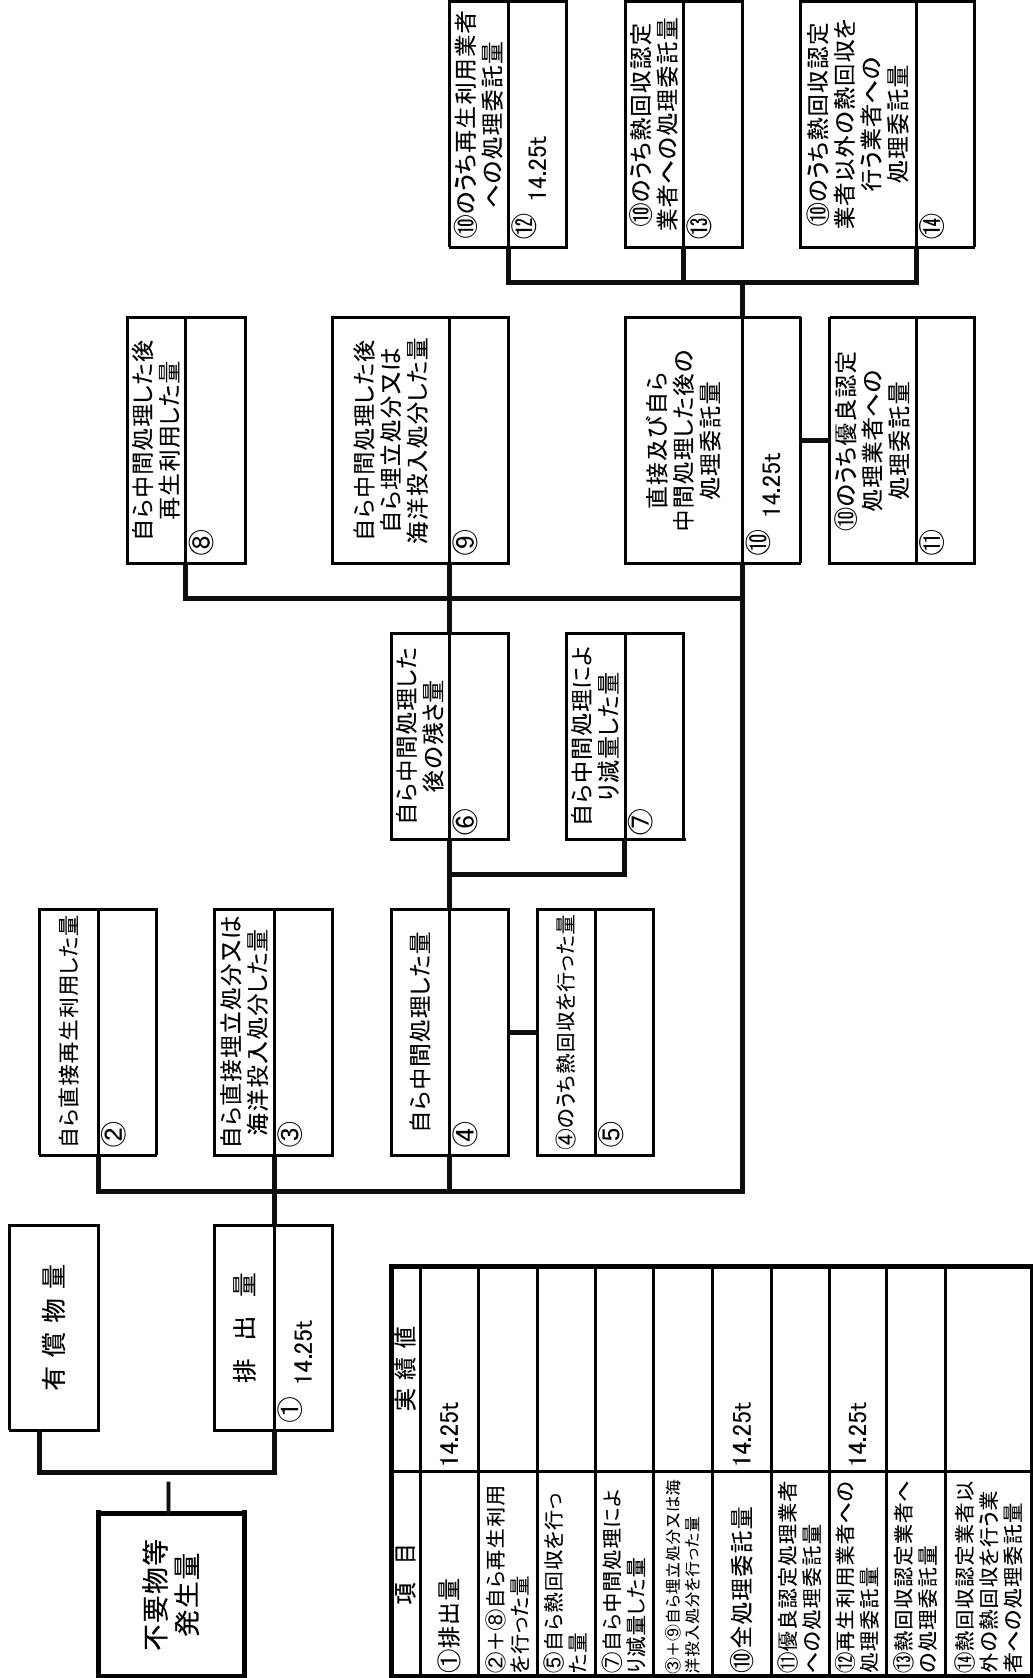 不要物等
発生量
有 償 物 量
排 出 量
① 14.25t
自ら直接再生利用した量
②
自ら直接埋立処分又は
海洋投入処分した量
③
自ら中間処理した量
④
④のうち熱回収を行った量
⑤
自ら中間処理した
後の残さ量
⑥
自ら中間処理によ
り減量した量
⑦
自ら中間処理した後
再生利用した量
⑧
自ら中間処理した後
自ら埋立処分又は
海洋投入処分した量
⑨
直接及び自ら
中間処理した後の
処理委託量
⑩ 14.25t
⑩のうち優良認定
処理業者への
処理委託量
⑪
⑩のうち再生利用業者
への処理委託量
⑫ 14.25t
⑩のうち熱回収認定
業者への処理委託量
⑬
⑩のうち熱回収認定
業者以外の熱回収を
行う業者への
処理委託量
⑭
項 目 実 績 値
①排出量 14.25t
②+⑧自ら再生利用
を行った量
⑤自ら熱回収を行っ
た量
⑦自ら中間処理によ
り減量した量
③+⑨自ら埋立処分又は海
洋投入処分を行った量
⑩全処理委託量 14.25t
⑪優良認定処理業者
への処理委託量
⑫再生利用業者への
処理委託量 14.25t
⑬熱回収認定業者へ
の処理委託量
⑭熱回収認定業者以
外の熱回収を行う業
者への処理委託量